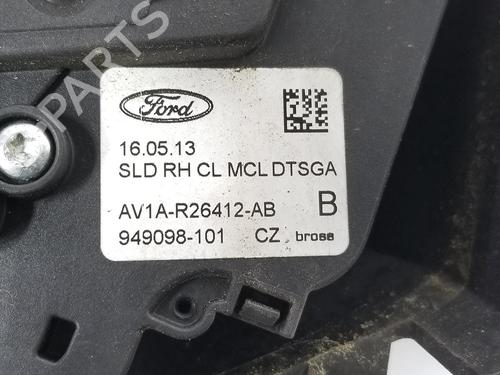 PARTS
Ford
16.05.13
SLD RH CL MCL DTSGA
AV1A-R26412-AB B
949098-101 CZ brose